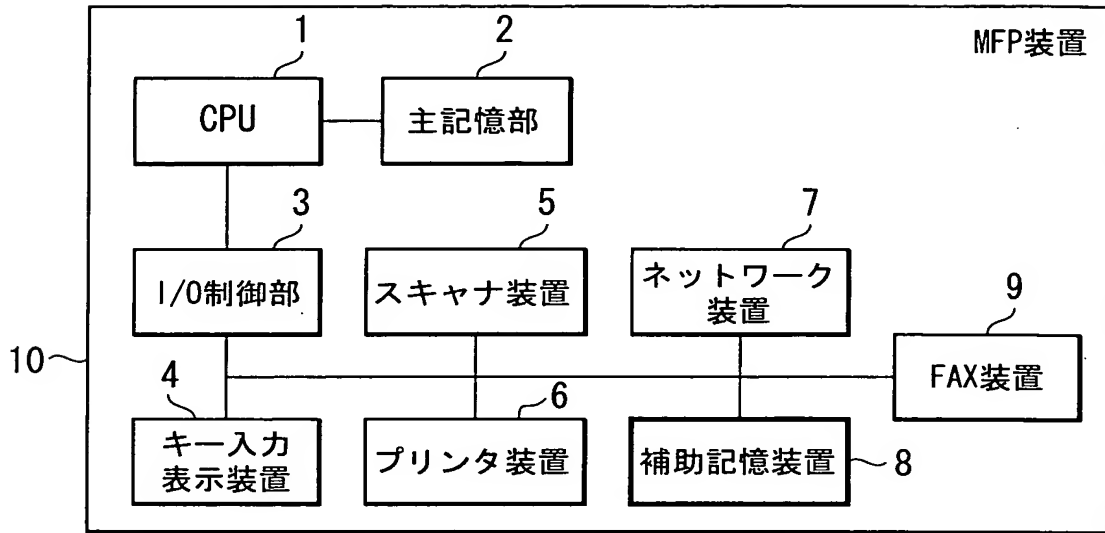 MFP装置
1
2
CPU
主記憶部
3
5
7
I/O制御部
スキャナ装置
ネットワーク
装置
9
10
FAX装置
4
6
キー入力
表示装置
プリンタ装置
補助記憶装置
8